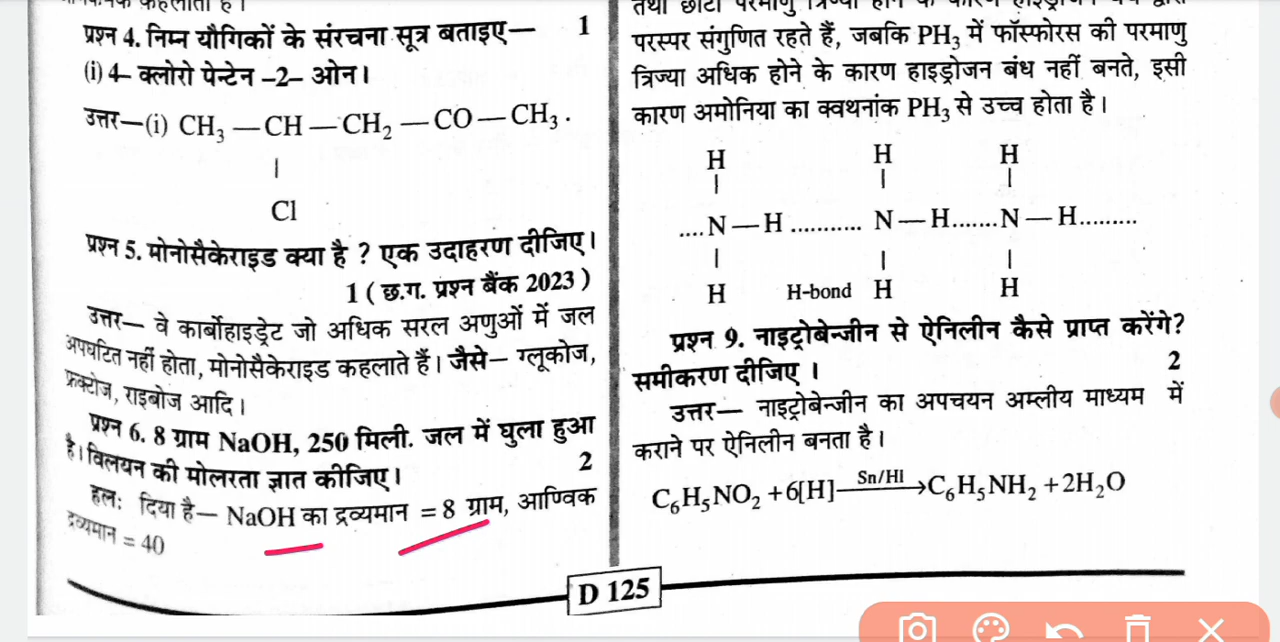 प्रश्न 4. निम्न यौगिकों के संरचना सूत्र बताइए— 1
(i) 4- क्लोरो पेन्टेन –2– ओन।
उत्तर—(i) CH₃ —CH — CH₂ — CO — CH₃ .
|
Cl
प्रश्न 5. मोनोसैकेराइड क्या है ? एक उदाहरण दीजिए।
1 ( छ.ग. प्रश्न बैंक 2023 )
उत्तर— वे कार्बोहाइड्रेट जो अधिक सरल अणुओं में जल
अपघटित नहीं होता, मोनोसैकेराइड कहलाते हैं। जैसे— ग्लूकोज,
फ्रक्टोज, राइबोज आदि।
प्रश्न 6. 8 ग्राम NaOH, 250 मिली. जल में घुला हुआ
है। विलयन की मोलरता ज्ञात कीजिए। 2
हल: दिया है— NaOH का द्रव्यमान = 8 ग्राम, आण्विक
द्रव्यमान = 40
परस्पर संगुणित रहते हैं, जबकि PH₃ में फॉस्फोरस की परमाणु
त्रिज्या अधिक होने के कारण हाइड्रोजन बंध नहीं बनते, इसी
कारण अमोनिया का क्वथनांक PH₃ से उच्च होता है।
H H H
| | |
....N — H ............ N — H.......N — H.........
| | |
H H-bond H H
प्रश्न 9. नाइट्रोबेन्जीन से ऐनिलीन कैसे प्राप्त करेंगे?
समीकरण दीजिए । 2
उत्तर— नाइट्रोबेन्जीन का अपचयन अम्लीय माध्यम में
कराने पर ऐनिलीन बनता है।
C₆H₅NO₂ +6[H] —Sn/HI→ C₆H₅NH₂ +2H₂O
D 125